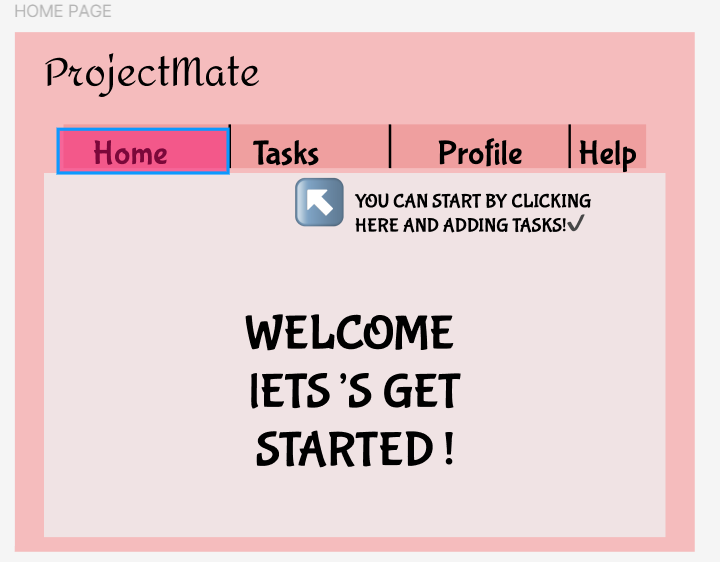 HOME PAGE
ProjectMate
Home Tasks Profile Help
YOU CAN START BY CLICKING
HERE AND ADDING TASKS!✓
WELCOME
lETS 'S GET
STARTED !